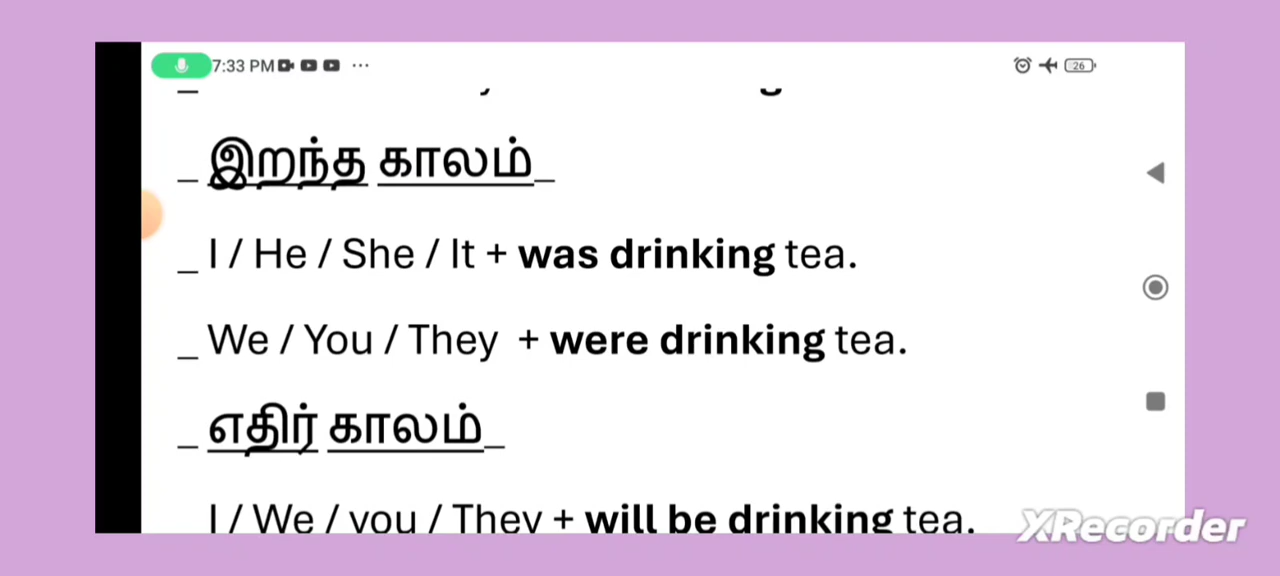 7:33 PM ...
26
_ இறந்த காலம்_
_ I / He / She / It + was drinking tea.
_ We / You / They + were drinking tea.
_ எதிர் காலம்_
I / We / you / They + will be drinking tea.
XRecorder